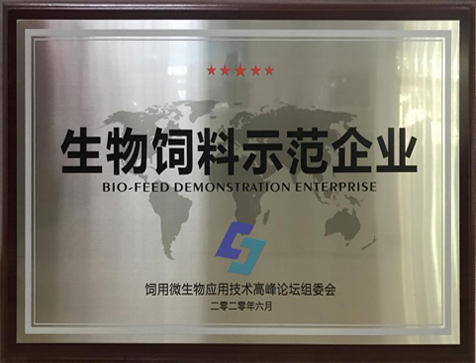 生物饲料示范企业
BIO-FEED DEMONSTRATION ENTERPRISE
饲用微生物应用技术高峰论坛组委会
二零二零年六月